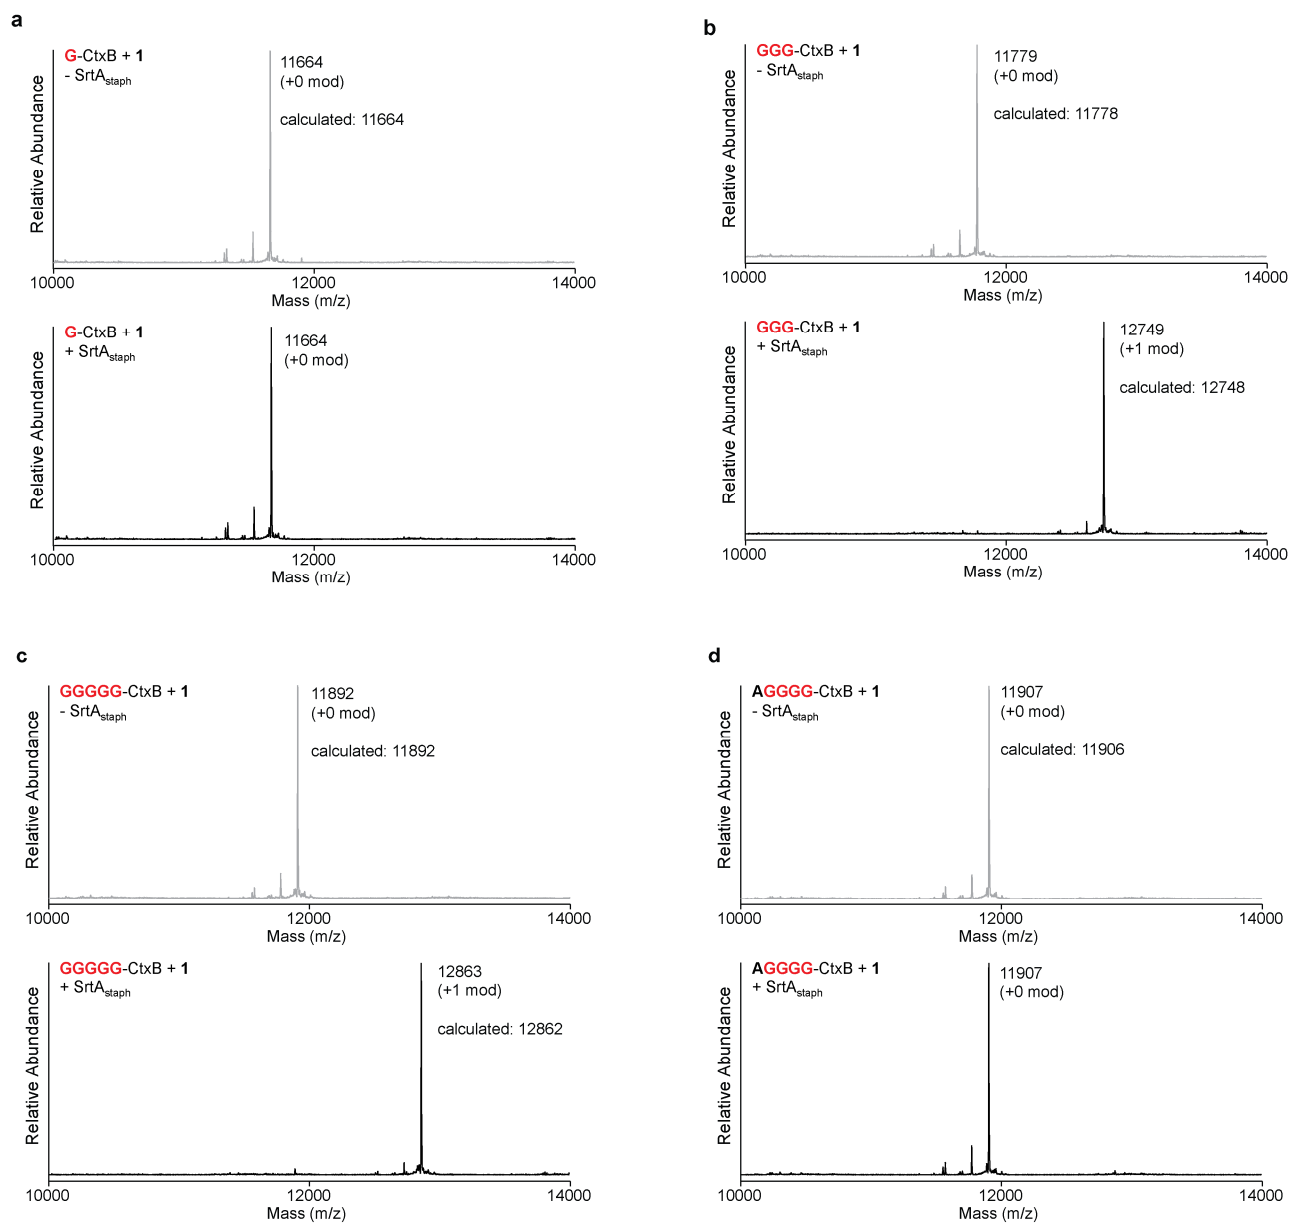 a
G-CtxB + 1
- SrtAstaph
11664
(+0 mod)
calculated: 11664
Relative Abundance
10000
12000
14000
Mass (m/z)
G-CtxB + 1
+ SrtAstaph
11664
(+0 mod)
Relative Abundance
10000
12000
14000
Mass (m/z)
b
GGG-CtxB + 1
- SrtAstaph
11779
(+0 mod)
calculated: 11778
Relative Abundance
10000
12000
14000
Mass (m/z)
GGG-CtxB + 1
+ SrtAstaph
12749
(+1 mod)
calculated: 12748
Relative Abundance
10000
12000
14000
Mass (m/z)
c
GGGGG-CtxB + 1
- SrtAstaph
11892
(+0 mod)
calculated: 11892
Relative Abundance
10000
12000
14000
Mass (m/z)
GGGGG-CtxB + 1
+ SrtAstaph
12863
(+1 mod)
calculated: 12862
Relative Abundance
10000
12000
14000
Mass (m/z)
d
AGGGG-CtxB + 1
- SrtAstaph
11907
(+0 mod)
calculated: 11906
Relative Abundance
10000
12000
14000
Mass (m/z)
AGGGG-CtxB + 1
+ SrtAstaph
11907
(+0 mod)
Relative Abundance
10000
12000
14000
Mass (m/z)